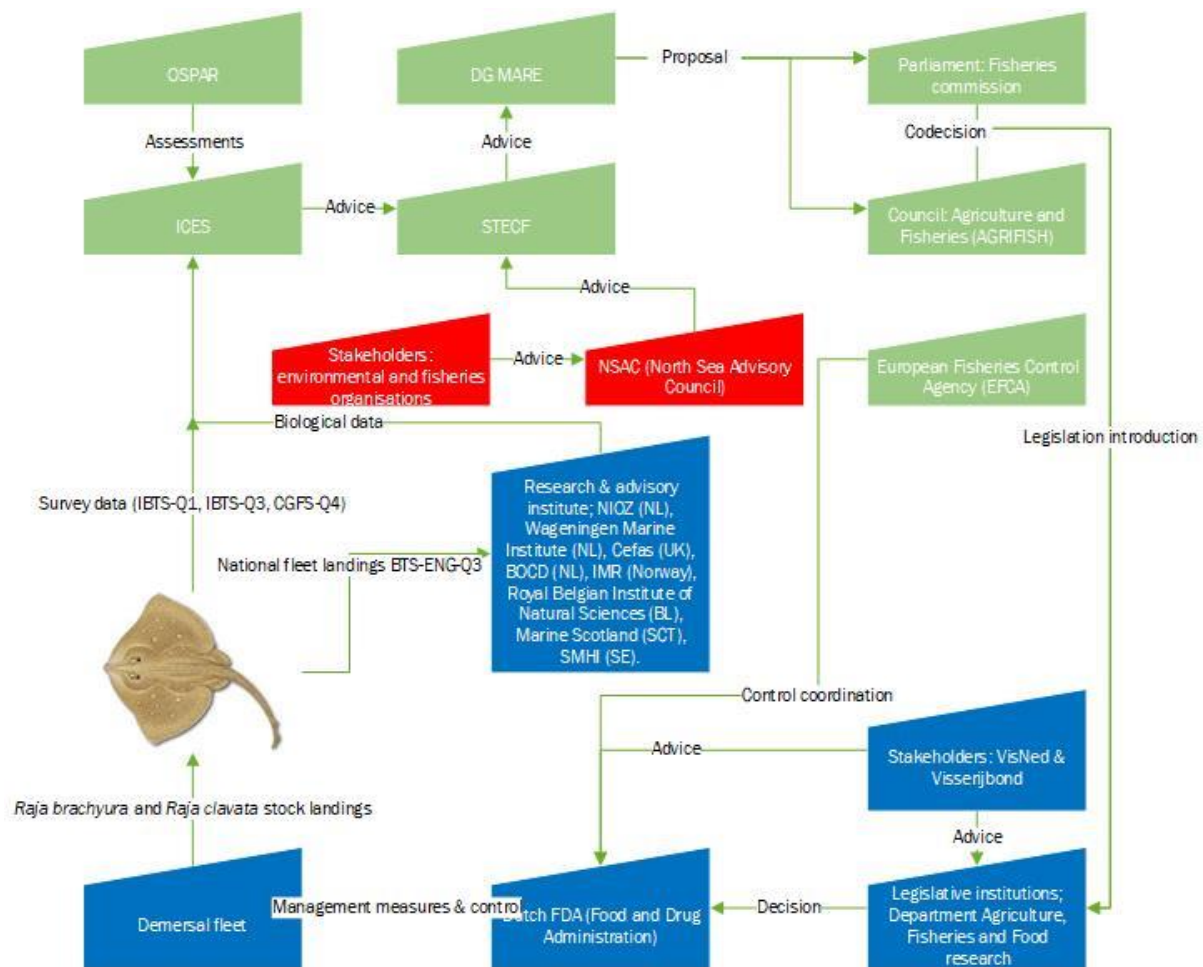 OSPAR
DG MARE
Proposal
Parliament: Fisheries
commission
Assessments
Advice
Codecision
ICES
Advice
STECF
Council: Agriculture and
Fisheries (AGRIFISH)
Advice
Stakeholders:
environmental and fisheries
organisations
Advice
NSAC (North Sea Advisory
Council)
European Fisheries Control
Agency (EFCA)
Biological data
Legislation introduction
Survey data (IBTS-Q1, IBTS-Q3, CGFS-Q4)
National fleet landings BTS-ENG-Q3
Research & advisory
institute; NIOZ (NL),
Wageningen Marine
Institute (NL), Cefas (UK),
BOCD (NL), IMR (Norway),
Royal Belgian Institute of
Natural Sciences (BL),
Marine Scotland (SCT),
SMHI (SE).
Control coordination
Advice
Stakeholders: VisNed &
Visserijbond
Raja brachyura and Raja clavata stock landings
Advice
Demersal fleet
Management measures & control
Dutch FDA (Food and Drug
Administration)
Decision
Legislative institutions;
Department Agriculture,
Fisheries and Food
research